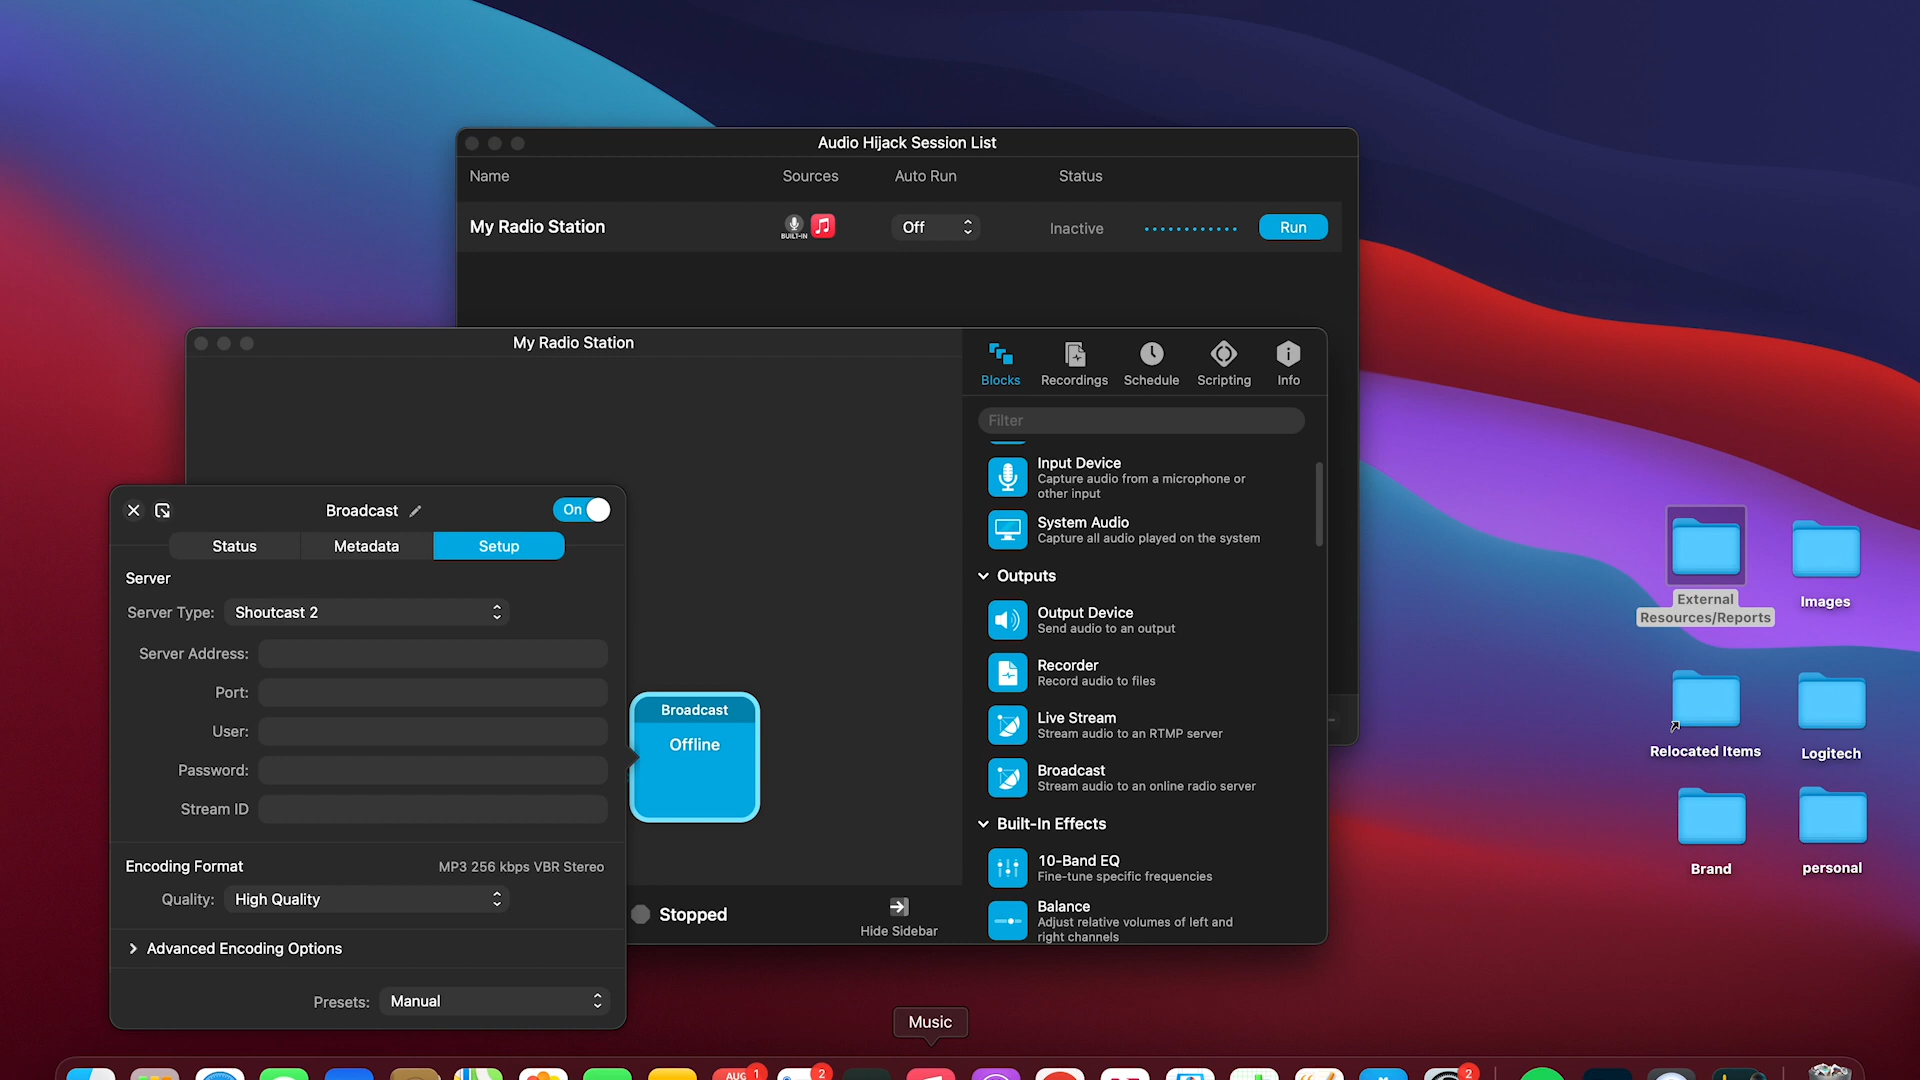 Audio Hijack Session List
Name Sources Auto Run Status
My Radio Station BUILT-IN Off Inactive Run
My Radio Station
Blocks Recordings Schedule Scripting Info
Filter
Input Device
Capture audio from a microphone or
other input
System Audio
Capture all audio played on the system
Outputs
Output Device
Send audio to an output
Recorder
Record audio to files
Live Stream
Stream audio to an RTMP server
Broadcast
Stream audio to an online radio server
Built-In Effects
10-Band EQ
Fine-tune specific frequencies
Balance
Adjust relative volumes of left and
right channels
Broadcast On
Status Metadata Setup
Server
Server Type: Shoutcast 2
Server Address:
Port:
User:
Password:
Stream ID
Encoding Format MP3 256 kbps VBR Stereo
Quality: High Quality
Advanced Encoding Options
Presets: Manual
Broadcast
Offline
Stopped
Hide Sidebar
External
Resources/Reports
Images
Relocated Items
Logitech
Brand
personal
Music
AUG 1
2
2